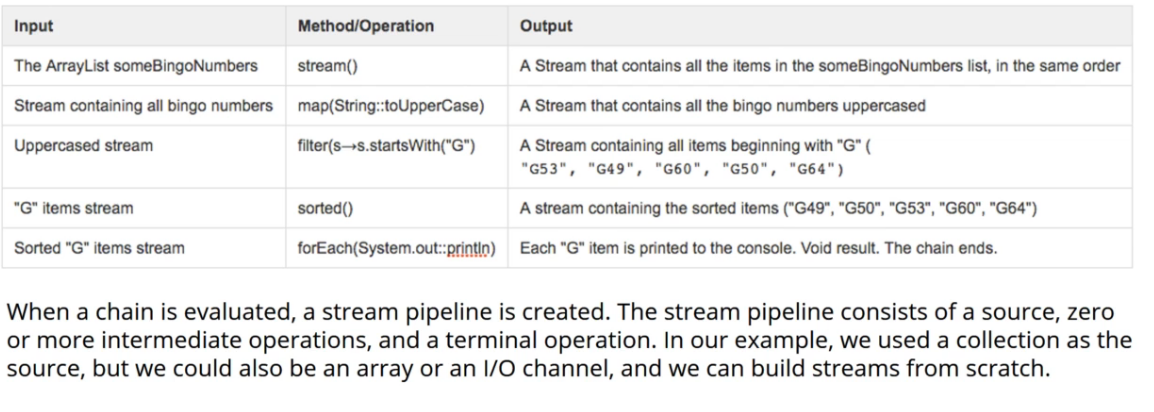 Input Method/Operation Output
The ArrayList someBingoNumbers stream() A Stream that contains all the items in the someBingoNumbers list, in the same order
Stream containing all bingo numbers map(String::toUpperCase) A Stream that contains all the bingo numbers uppercased
Uppercased stream filter(s→s.startsWith("G") A Stream containing all items beginning with "G" (
"G53", "G49", "G60", "G50", "G64")
"G" items stream sorted() A stream containing the sorted items ("G49", "G50", "G53", "G60", "G64")
Sorted "G" items stream forEach(System.out::println) Each "G" item is printed to the console. Void result. The chain ends.
When a chain is evaluated, a stream pipeline is created. The stream pipeline consists of a source, zero
or more intermediate operations, and a terminal operation. In our example, we used a collection as the
source, but we could also be an array or an I/O channel, and we can build streams from scratch.